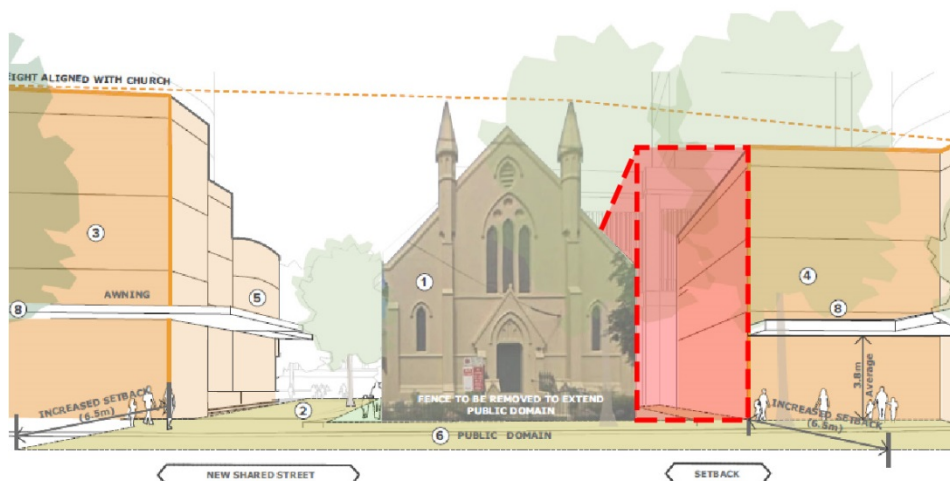 EIGHT ALIGNED WITH CHURCH
3
1
4
5
AWNING
8
8
3.8m
Average
FENCE TO BE REMOVED TO EXTEND
PUBLIC DOMAIN
INCREASED SETBACK
(6.5m)
2
INCREASED SETBACK
(6.5m)
6 PUBLIC DOMAIN
NEW SHARED STREET
SETBACK